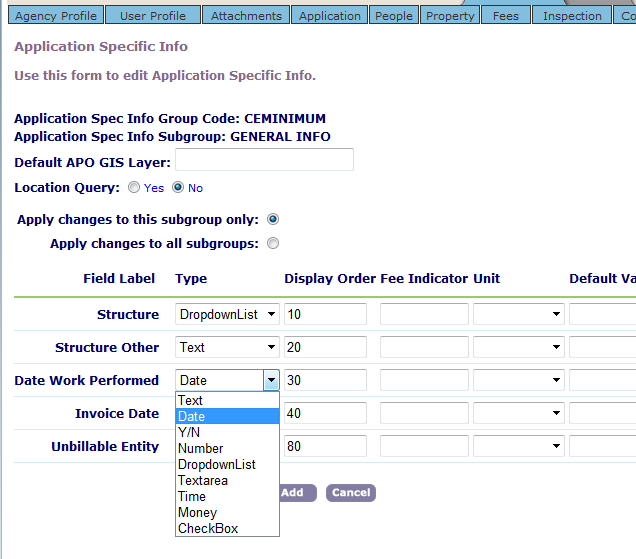 Agency Profile User Profile Attachments Application People Property Fees Inspection Co
Application Specific Info
Use this form to edit Application Specific Info.
Application Spec Info Group Code: CEMINIMUM
Application Spec Info Subgroup: GENERAL INFO
Default APO GIS Layer:
Location Query: Yes No
Apply changes to this subgroup only:
Apply changes to all subgroups:
Field Label Type Display Order Fee Indicator Unit Default Va
Structure DropdownList 10
Structure Other Text 20
Date Work Performed Date 30
Text
Date
Invoice Date 40
Y/N
Number
Unbillable Entity 80
DropdownList
Textarea
Time
Add Cancel
Money
CheckBox